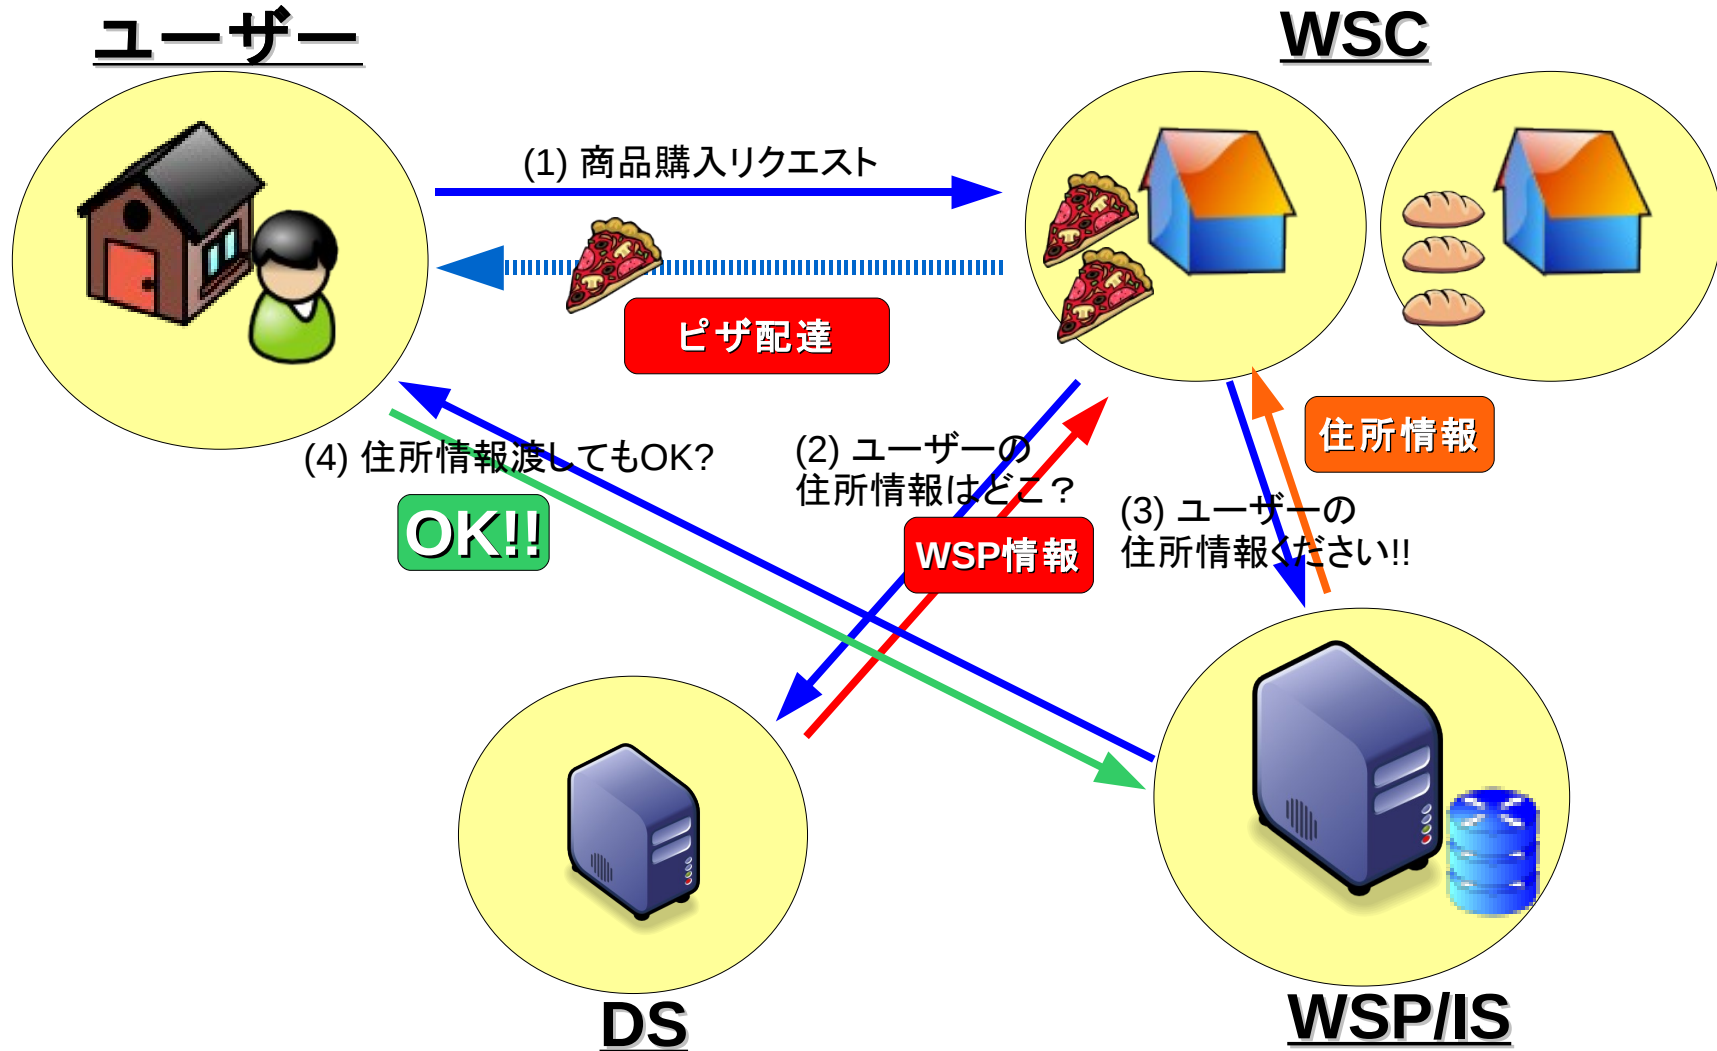 ユーザー
WSC
(1) 商品購入リクエスト
ピザ配達
住所情報
(4) 住所情報渡してもOK?
OK!!
(2) ユーザーの
住所情報はどこ？
WSP情報
(3) ユーザーの
住所情報ください!!
DS
WSP/IS